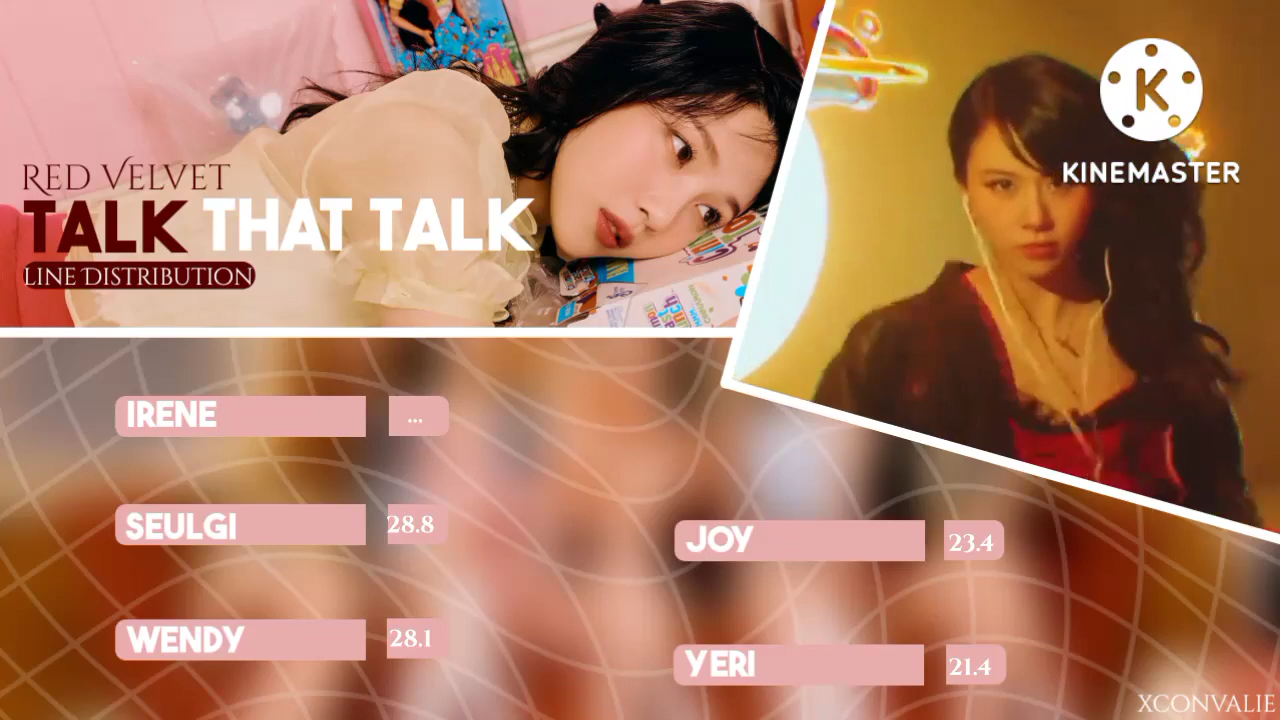 RED VELVET
TALK THAT TALK
LINE DISTRIBUTION
K
KINEMASTER
IRENE ...
SEULGI 28.8
WENDY 28.1
JOY 23.4
YERI 21.4
XCONVALIE